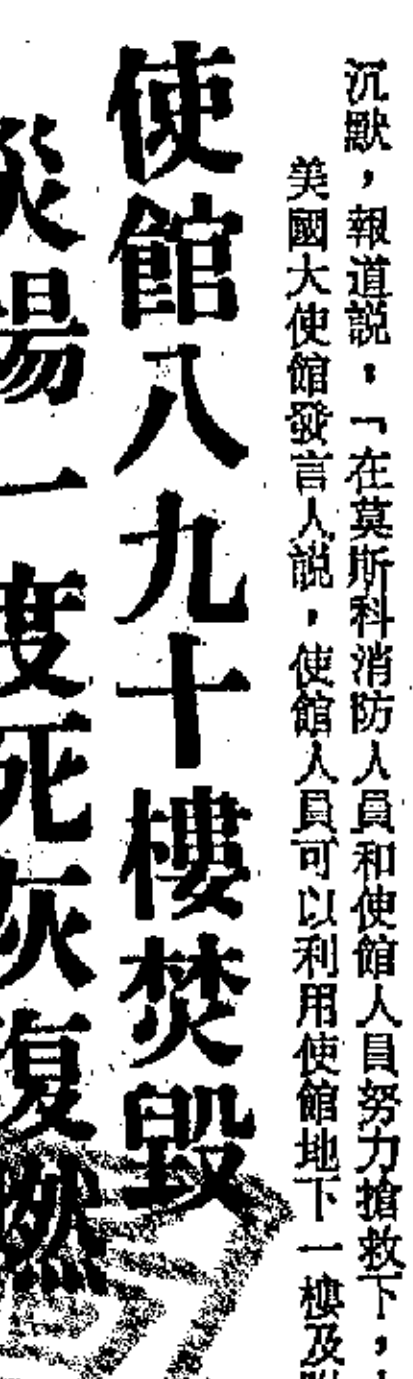 沉默，報道說：「在莫斯科消防人員和使館人員努力搶救下，
美國大使館發言人說，使館人員可以利用使館地下一樓及
使館八九十樓焚毀
災場一度死灰復燃